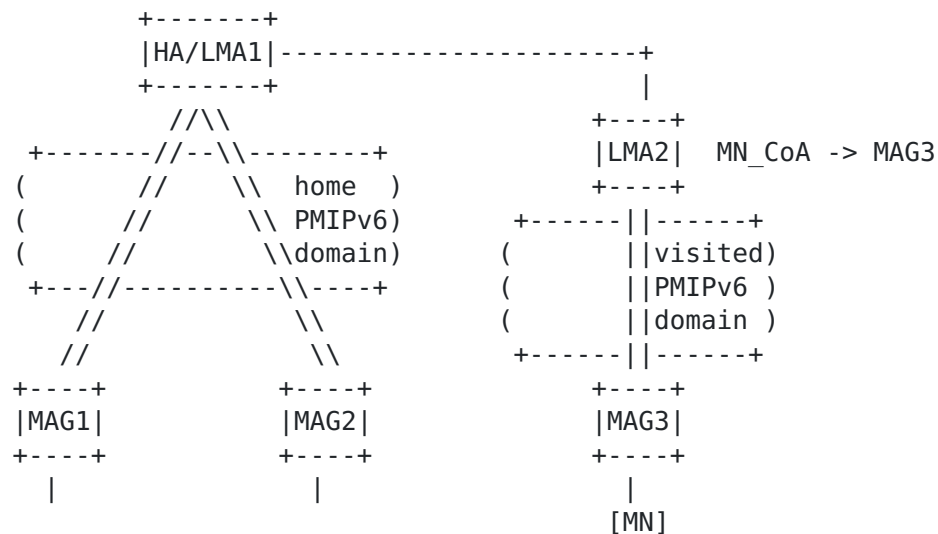 HA/LMA1
LMA2 MN_CoA -> MAG3
home
PMIPv6
domain
visited
PMIPv6
domain
MAG1 MAG2 MAG3
[MN]